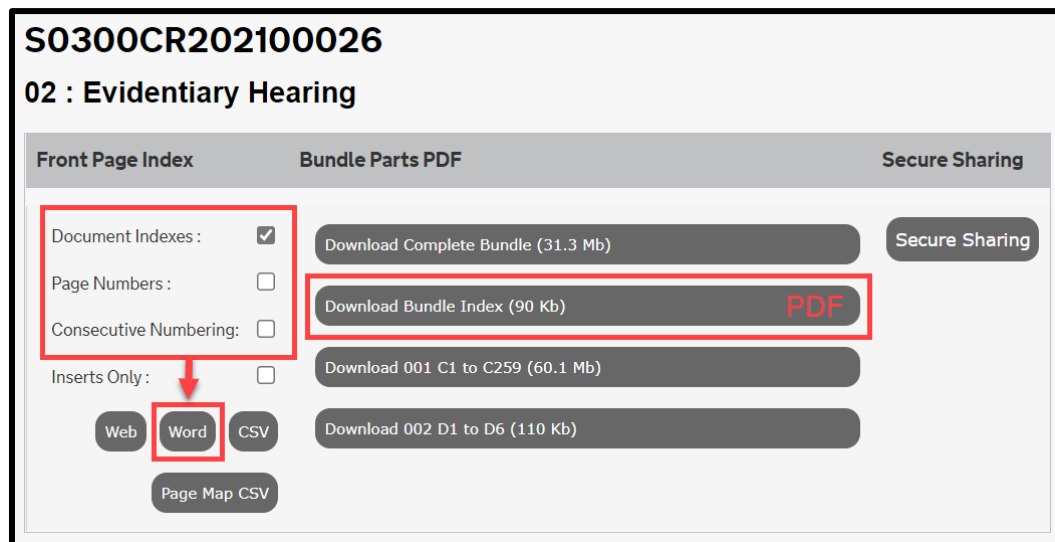 S0300CR202100026
02 : Evidentiary Hearing
Front Page Index
Bundle Parts PDF
Secure Sharing
Document Indexes :
Page Numbers :
Consecutive Numbering:
Inserts Only :
Web
Word
CSV
Page Map CSV
Download Complete Bundle (31.3 Mb)
Download Bundle Index (90 Kb)
PDF
Download 001 C1 to C259 (60.1 Mb)
Download 002 D1 to D6 (110 Kb)
Secure Sharing